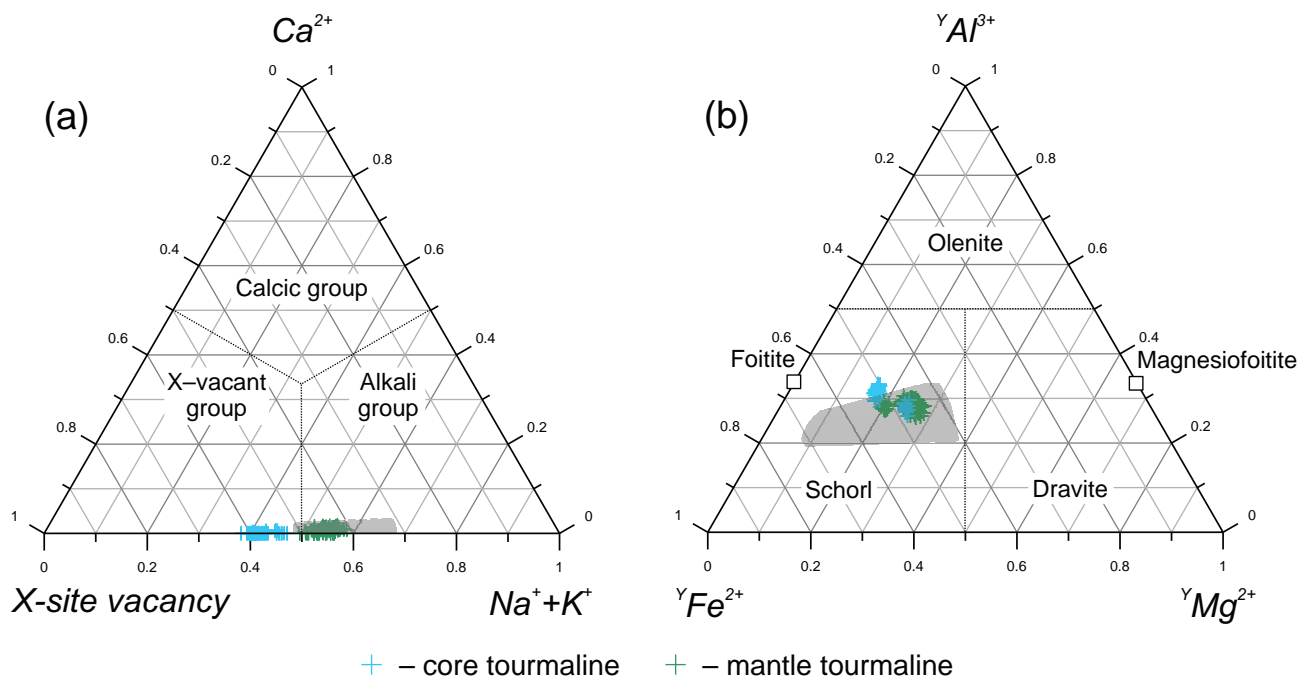 Ca²⁺
ʸAl³⁺
0 1
0 1
(a)
(b)
0.2 0.8
0.2 0.8
Olenite
0.4 0.6
0.4 0.6
Calcic group
0.6 0.4
0.6 0.4
Foitite
Magnesiofoitite
X–vacant
group
Alkali
group
0.8 0.2
0.8 0.2
Schorl
Dravite
1 0
1 0
0 0.2 0.4 0.6 0.8 1
0 0.2 0.4 0.6 0.8 1
X-site vacancy
Na⁺+K⁺
ʸFe²⁺
ʸMg²⁺
– core tourmaline
– mantle tourmaline